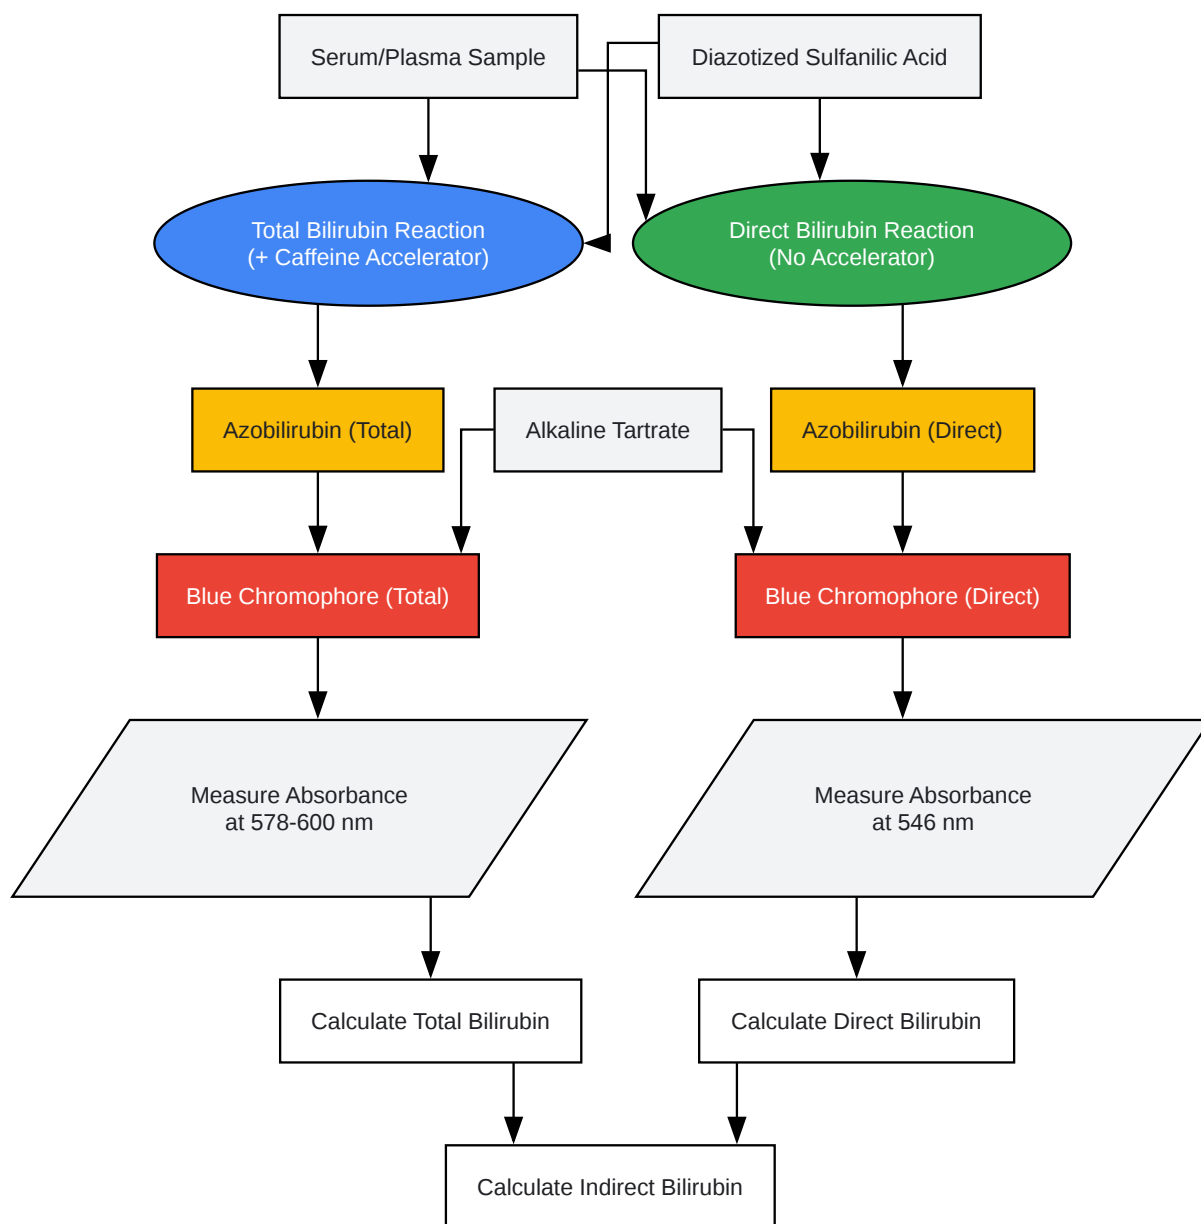 Serum/Plasma Sample
Diazotized Sulfanilic Acid
Total Bilirubin Reaction
(+ Caffeine Accelerator)
Direct Bilirubin Reaction
(No Accelerator)
Azobilirubin (Total)
Alkaline Tartrate
Azobilirubin (Direct)
Blue Chromophore (Total)
Blue Chromophore (Direct)
Measure Absorbance
at 578-600 nm
Measure Absorbance
at 546 nm
Calculate Total Bilirubin
Calculate Direct Bilirubin
Calculate Indirect Bilirubin